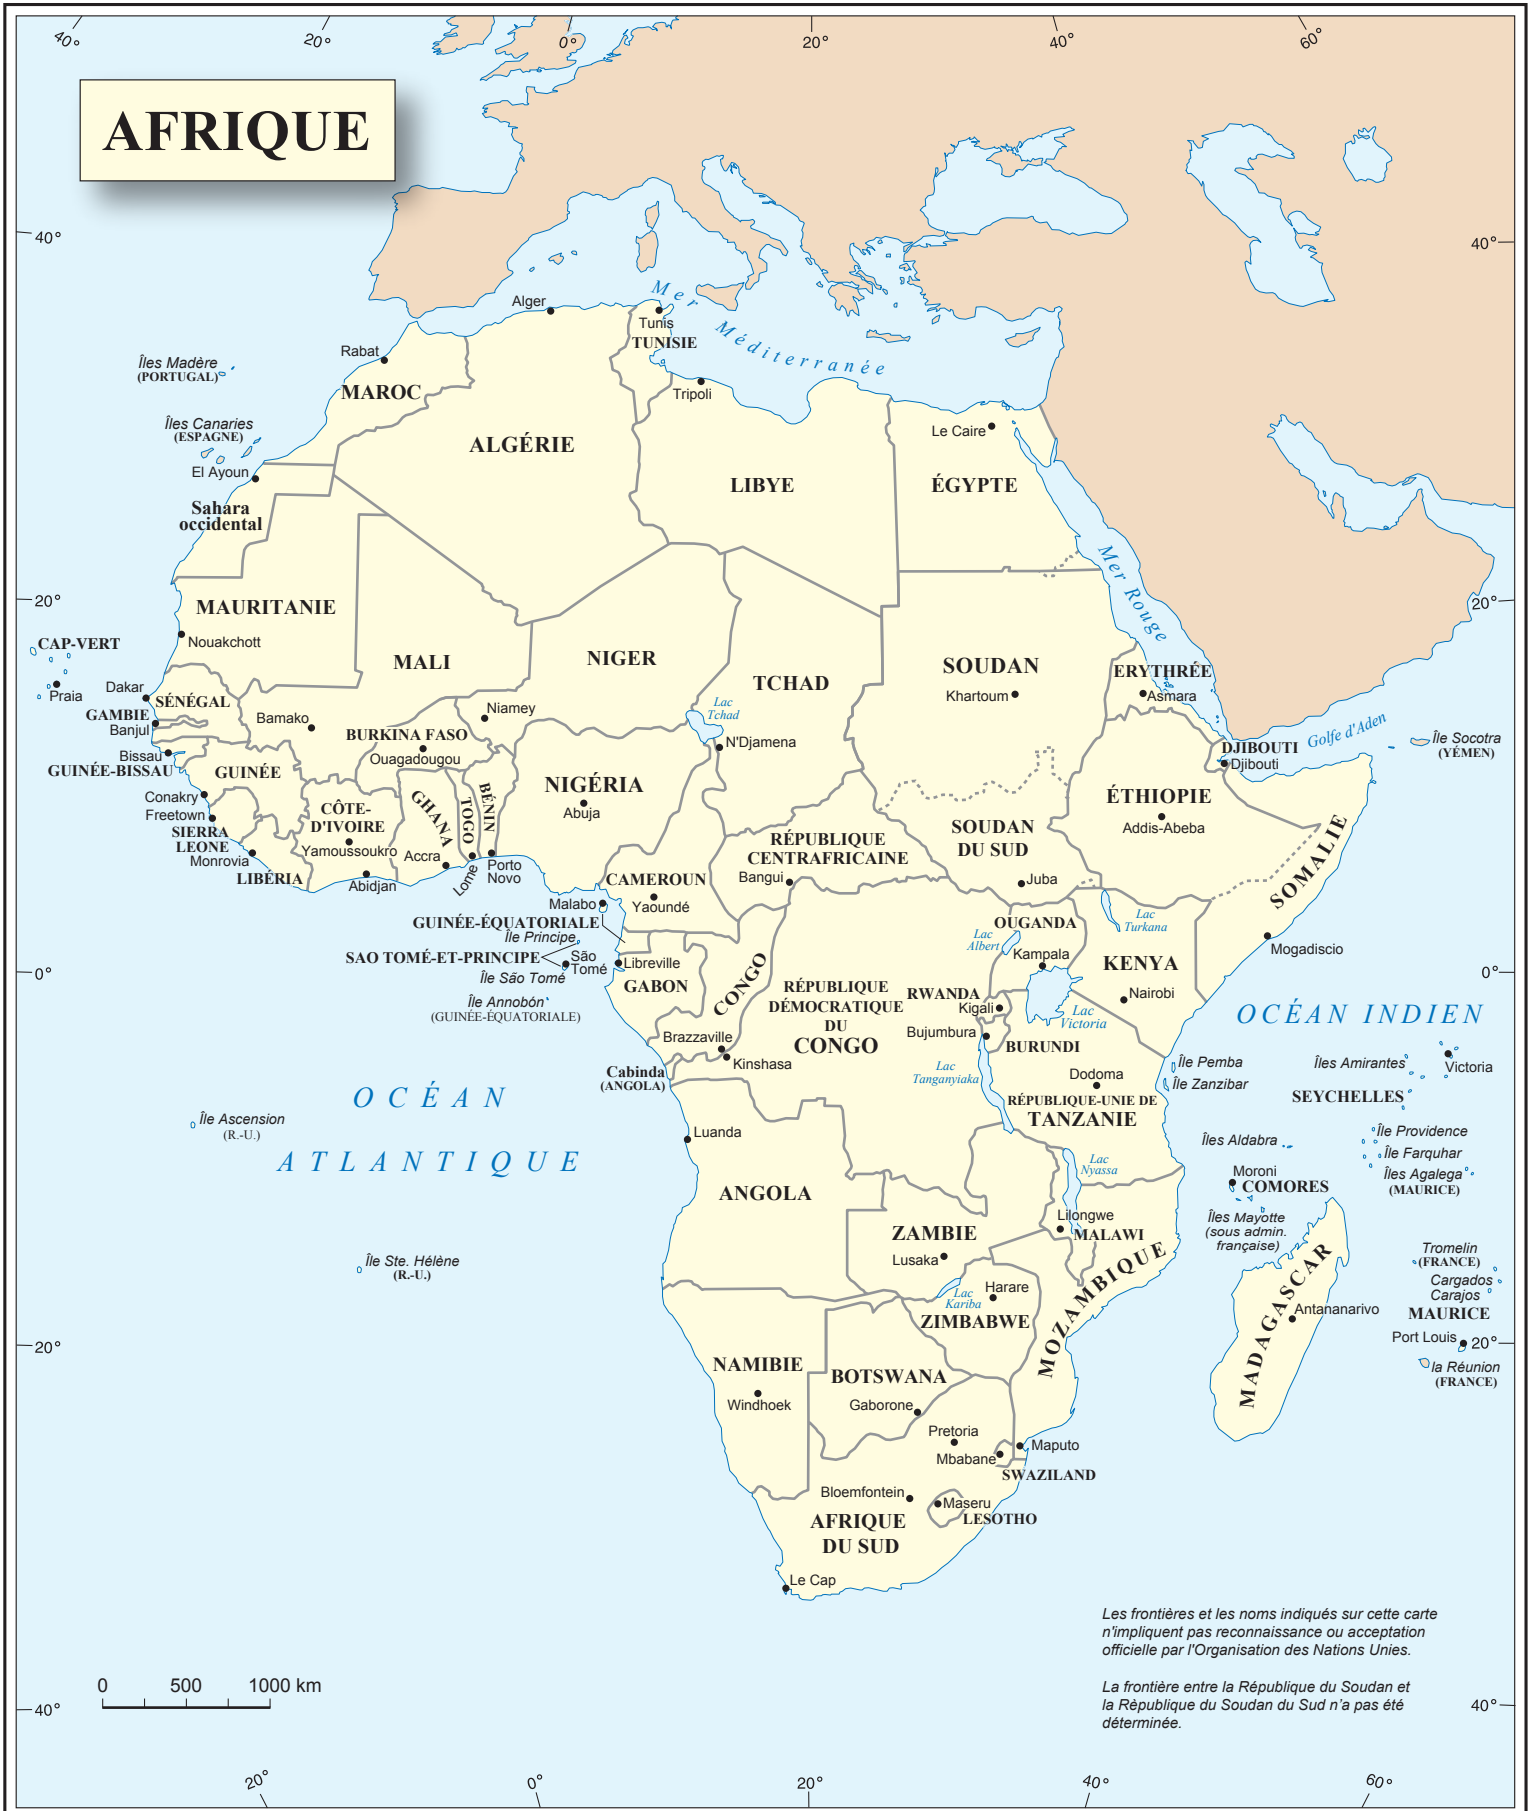 40°
20°
0°
20°
40°
60°
AFRIQUE
40°
40°
Mer Méditerranée
Alger
Tunis
TUNISIE
Rabat
Îles Madère
(PORTUGAL)
MAROC
Tripoli
Îles Canaries
(ESPAGNE)
El Ayoun
ALGÉRIE
Le Caire
LIBYE
ÉGYPTE
Sahara
occidental
Mer Rouge
20°
20°
MAURITANIE
Nouakchott
CAP-VERT
Praia
MALI
NIGER
TCHAD
SOUDAN
Khartoum
ERYTHRÉE
Asmara
Dakar
SÉNÉGAL
GAMBIE
Banjul
Bamako
Niamey
Lac
Tchad
N'Djamena
BURKINA FASO
Ouagadougou
Bissau
GUINÉE-BISSAU
GUINÉE
NIGÉRIA
Abuja
DJIBOUTI
Djibouti
Golfe d'Aden
Île Socotra
(YÉMEN)
Conakry
Freetown
SIERRA
LEONE
Monrovia
LIBÉRIA
CÔTE-
D'IVOIRE
Yamoussoukro
Abidjan
GHANA
Accra
TOGO
Lome
BÉNIN
Porto
Novo
ÉTHIOPIE
Addis-Abeba
SOMALIE
SOUDAN
DU SUD
Juba
RÉPUBLIQUE
CENTRAFRICAINE
Bangui
CAMEROUN
Yaoundé
Malabo
GUINÉE-ÉQUATORIALE
Île Principe
SAO TOMÉ-ET-PRINCIPE
São
Tomé
Île São Tomé
Île Annobón
(GUINÉE-ÉQUATORIALE)
Libreville
GABON
CONGO
OUGANDA
Lac
Albert
Kampala
Lac
Turkana
KENYA
Nairobi
Mogadiscio
0°
0°
RÉPUBLIQUE
DÉMOCRATIQUE
DU
CONGO
RWANDA
Kigali
Bujumbura
BURUNDI
Lac
Victoria
OCÉAN INDIEN
Brazzaville
Kinshasa
Cabinda
(ANGOLA)
Lac
Tanganyiaka
Dodoma
RÉPUBLIQUE-UNIE DE
TANZANIE
Île Pemba
Île Zanzibar
Îles Amirantes
Victoria
SEYCHELLES
OCÉAN
ATLANTIQUE
Île Ascension
(R.-U.)
Luanda
Île Providence
Îles Aldabra
Île Farquhar
Îles Agalega
(MAURICE)
Lac
Nyassa
Moroni
COMORES
ANGOLA
Lilongwe
MALAWI
Îles Mayotte
(sous admin.
française)
ZAMBIE
Lusaka
Île Ste. Hélène
(R.-U.)
MOZAMBIQUE
Tromelin
(FRANCE)
Cargados
Carajos
MAURICE
Port Louis
Harare
Lac
Kariba
ZIMBABWE
MADAGASCAR
Antananarivo
20°
20°
la Réunion
(FRANCE)
NAMIBIE
Windhoek
BOTSWANA
Gaborone
Pretoria
Mbabane
Maputo
SWAZILAND
Bloemfontein
Maseru
LESOTHO
AFRIQUE
DU SUD
Le Cap
Les frontières et les noms indiqués sur cette carte
n'impliquent pas reconnaissance ou acceptation
officielle par l'Organisation des Nations Unies.
La frontière entre la République du Soudan et
la Rèpublique du Soudan du Sud n'a pas été
déterminée.
0 500 1000 km
40°
40°
20°
0°
20°
40°
60°